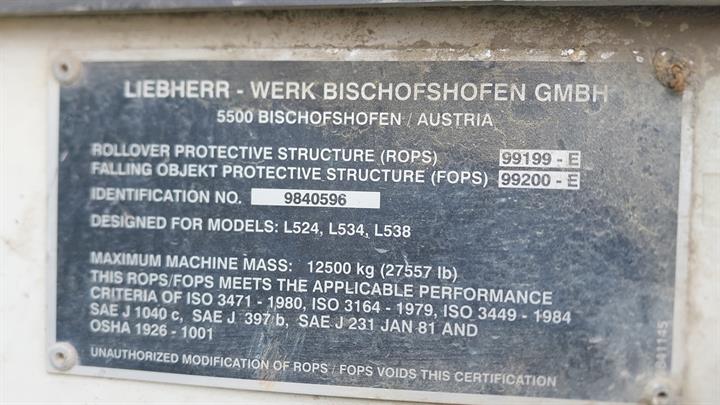 LIEBHERR - WERK BISCHOFSHOFEN GMBH
5500 BISCHOFSHOFEN / AUSTRIA
ROLLOVER PROTECTIVE STRUCTURE (ROPS) 99199 - E
FALLING OBJEKT PROTECTIVE STRUCTURE (FOPS) 99200 - E
IDENTIFICATION NO. 9840596
DESIGNED FOR MODELS: L524, L534, L538
MAXIMUM MACHINE MASS: 12500 kg (27557 lb)
THIS ROPS/FOPS MEETS THE APPLICABLE PERFORMANCE
CRITERIA OF ISO 3471 - 1980, ISO 3164 - 1979, ISO 3449 - 1984
SAE J 1040 c, SAE J 397 b, SAE J 231 JAN 81 AND
OSHA 1926 - 1001
UNAUTHORIZED MODIFICATION OF ROPS / FOPS VOIDS THIS CERTIFICATION